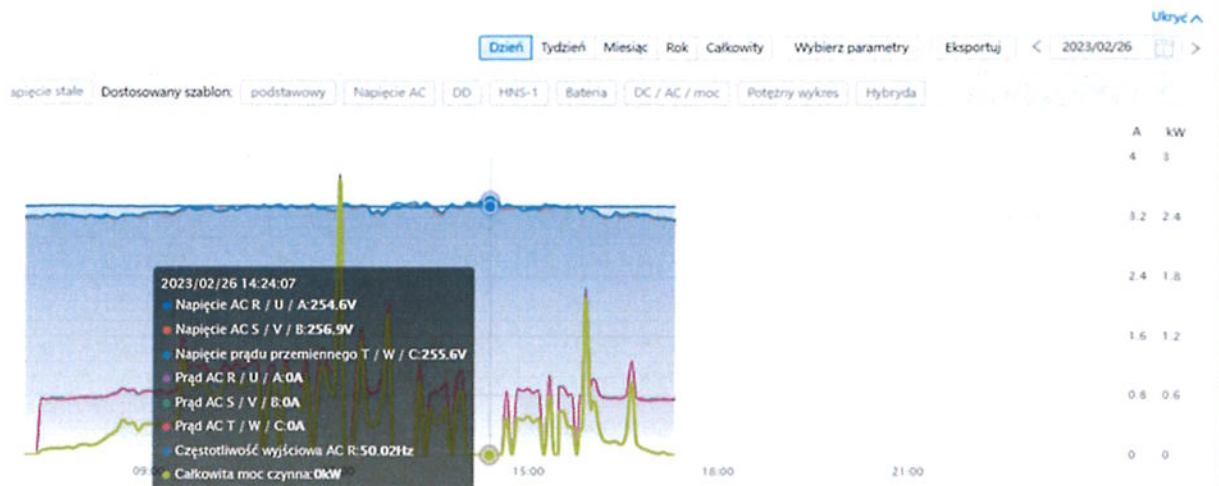 Ukryć
Dzień Tydzień Miesiąc Rok Całkowity Wybierz parametry Eksportuj < 2023/02/26 >
apięcie stałe Dostosowany szablon: podstawowy Napięcie AC DD HNS-1 Bateria DC / AC / moc Potężny wykres Hybryda
A kW
4 3
3.2 2.4
2.4 1.8
1.6 1.2
0.8 0.6
0 0
2023/02/26 14:24:07
Napięcie AC R / U / A:254.6V
Napięcie AC S / V / B:256.9V
Napięcie prądu przemiennego T / W / C:255.6V
Prąd AC R / U / A:0A
Prąd AC S / V / B:0A
Prąd AC T / W / C:0A
Częstotliwość wyjściowa AC R:50.02Hz
Całkowita moc czynna:0kW
15:00 18:00 21:00